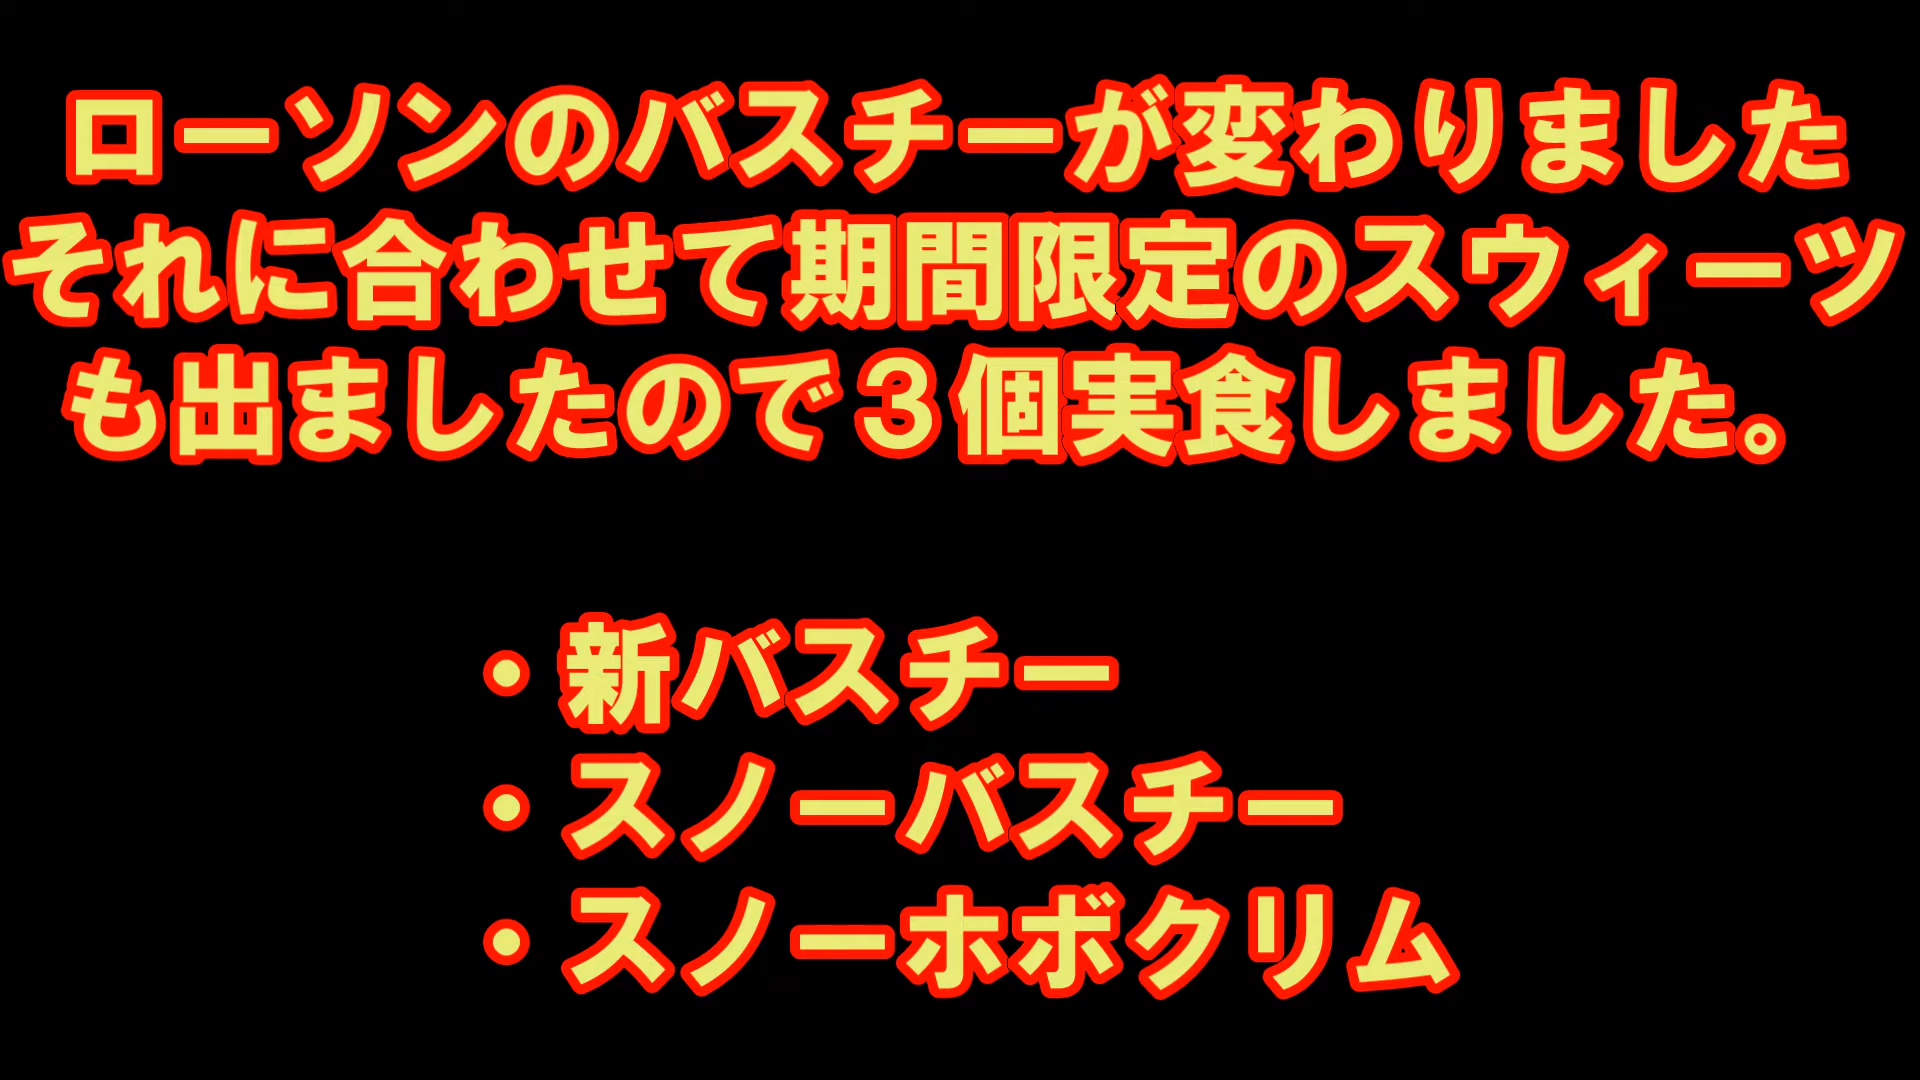 ローソンのバスチーが変わりました
それに合わせて期間限定のスウィーツ
も出ましたので３個実食しました。
・新バスチー
・スノーバスチー
・スノーホボクリム